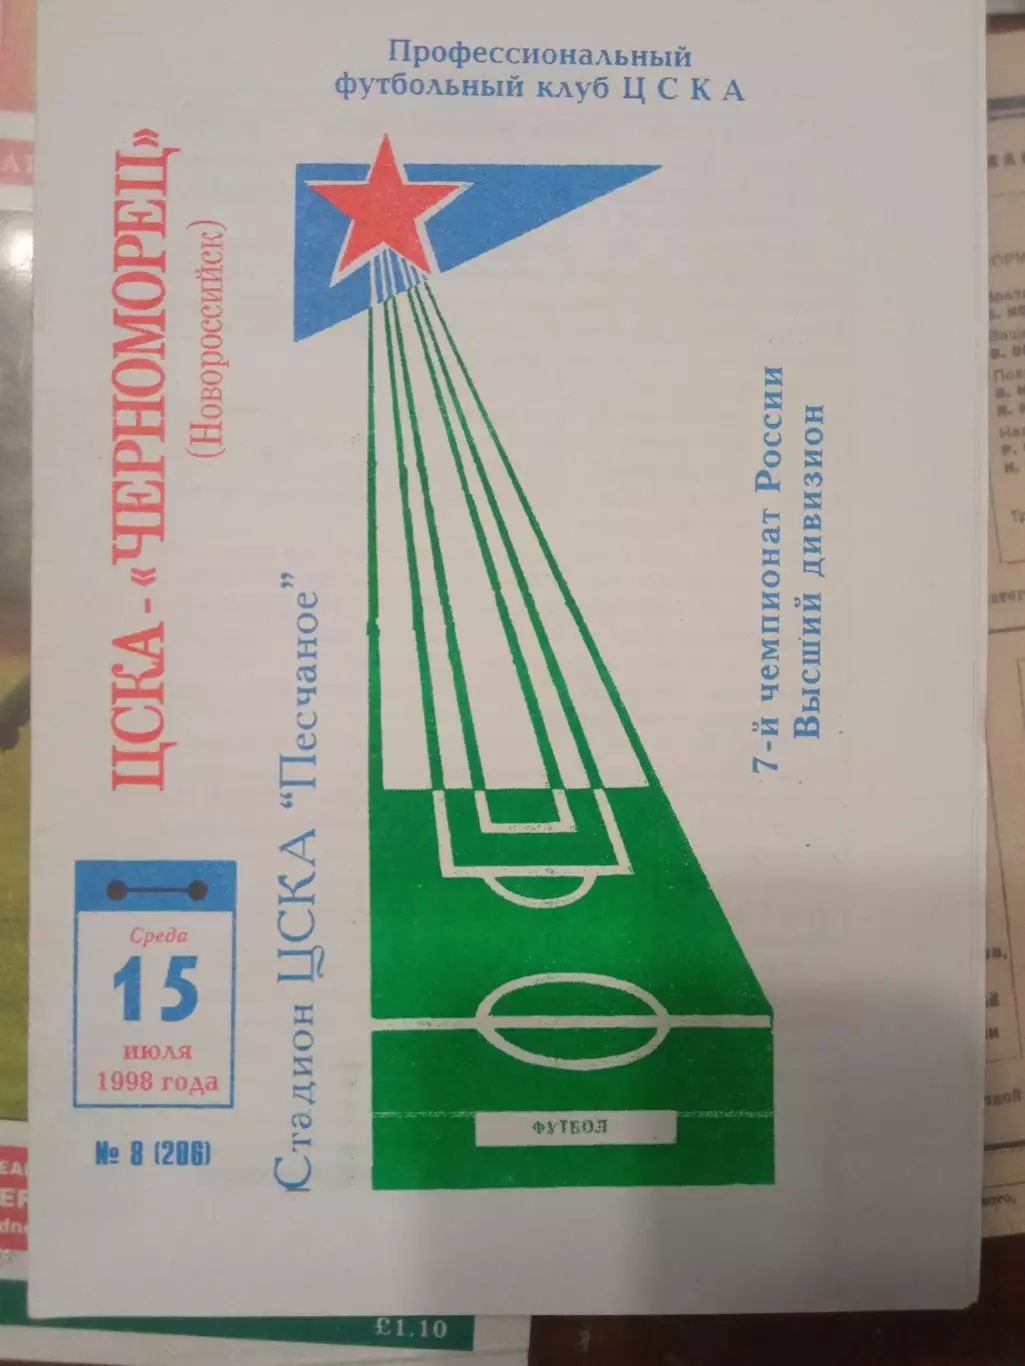 Профессиональный
футбольный клуб Ц С К А
ЦСКА - «ЧЕРНОМОРЕЦ»
(Новороссийск)
Стадион ЦСКА "Песчаное"
7-й чемпионат России
Высший дивизион
Среда
15
июля
1998 года
№ 8 (206)
ФУТБОЛ
£1.10